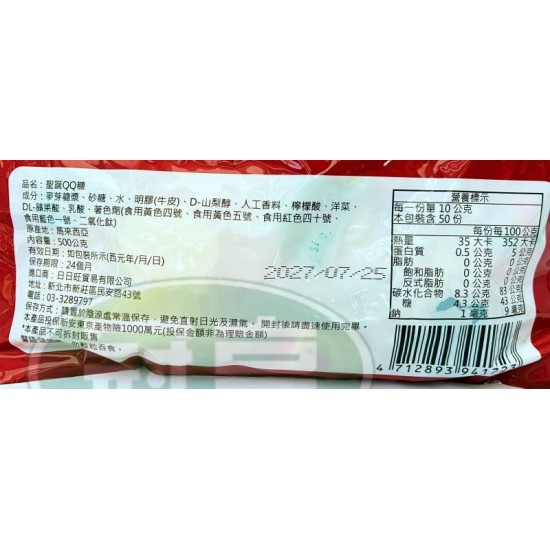 品名：聖誕QQ糖
成分：麥芽糖漿、砂糖、水、明膠(牛皮)、D-山梨醇、人工香料、檸檬酸、洋菜、
DL-蘋果酸、乳酸、著色劑(食用黃色四號、食用黃色五號、食用紅色四十號、
食用藍色一號、二氧化鈦)
原產地：馬來西亞
內容量：500公克
有效日期：如包裝所示(西元年/月/日)
保存期限：24個月
進口商：日日旺貿易有限公司
地址：新北市新莊區民安路43號
電話：03-3289797
保存方式：請置於陰涼處常溫保存，避免直射日光及濕氣。開封後請盡速使用完畢。
*本產品投保新安東京產物險1000萬元(投保金額非為理賠金額)
*本產品不可拆封販售
2027/07/25
營養標示
每一份量 10 公克
本包裝含 50 份
每份 每100公克
熱量 35 大卡 352 大卡
蛋白質 0.5 公克 5 公克
脂肪 0 公克 0 公克
飽和脂肪 0 公克 0 公克
反式脂肪 0 公克 0 公克
碳水化合物 8.3 公克 83 公克
糖 4.3 公克 43 公克
鈉 1 毫克 9 毫克
4 712893